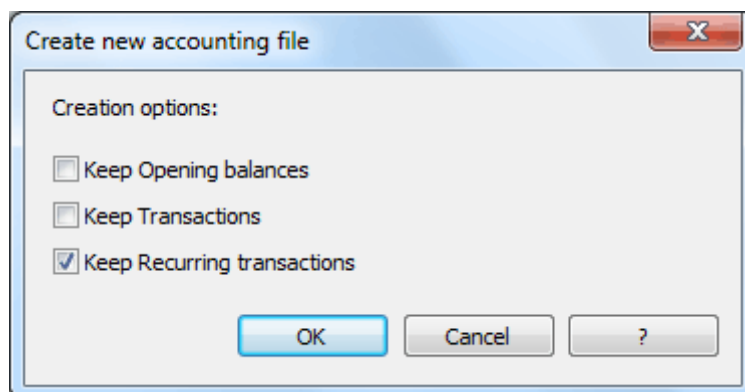 Create new accounting file
Creation options:
Keep Opening balances
Keep Transactions
Keep Recurring transactions
OK Cancel ?